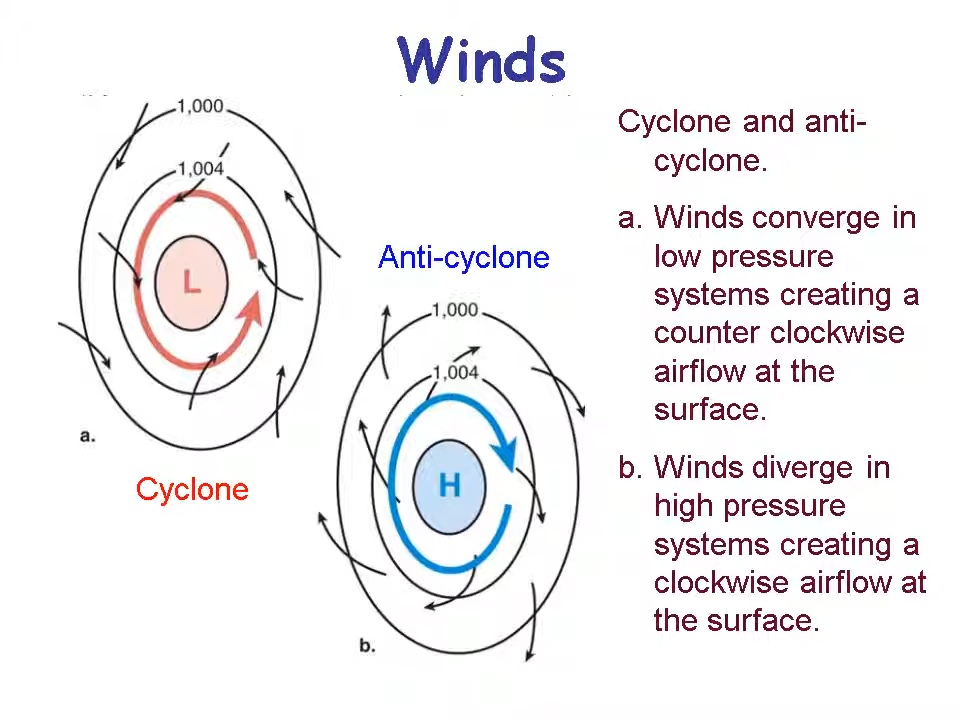 Winds
1,000
1,004
L
a.
Cyclone
Anti-cyclone
1,000
1,004
H
b.
Cyclone and anti-
cyclone.
a. Winds converge in
low pressure
systems creating a
counter clockwise
airflow at the
surface.
b. Winds diverge in
high pressure
systems creating a
clockwise airflow at
the surface.